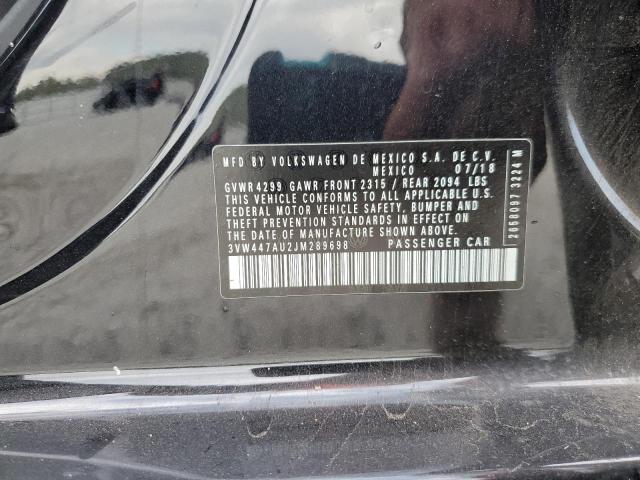 MFD BY VOLKSWAGEN DE MEXICO S.A. DE C.V.
MEXICO 07/18
GVWR 4299 GAWR FRONT 2315 / REAR 2094 LBS
THIS VEHICLE CONFORMS TO ALL APPLICABLE U.S.
FEDERAL MOTOR VEHICLE SAFETY, BUMPER AND
THEFT PREVENTION STANDARDS IN EFFECT ON
THE DATE OF MANUFACTURE SHOWN ABOVE.
3VW447AU2JM289698 PASSENGER CAR
2668097 3224 M